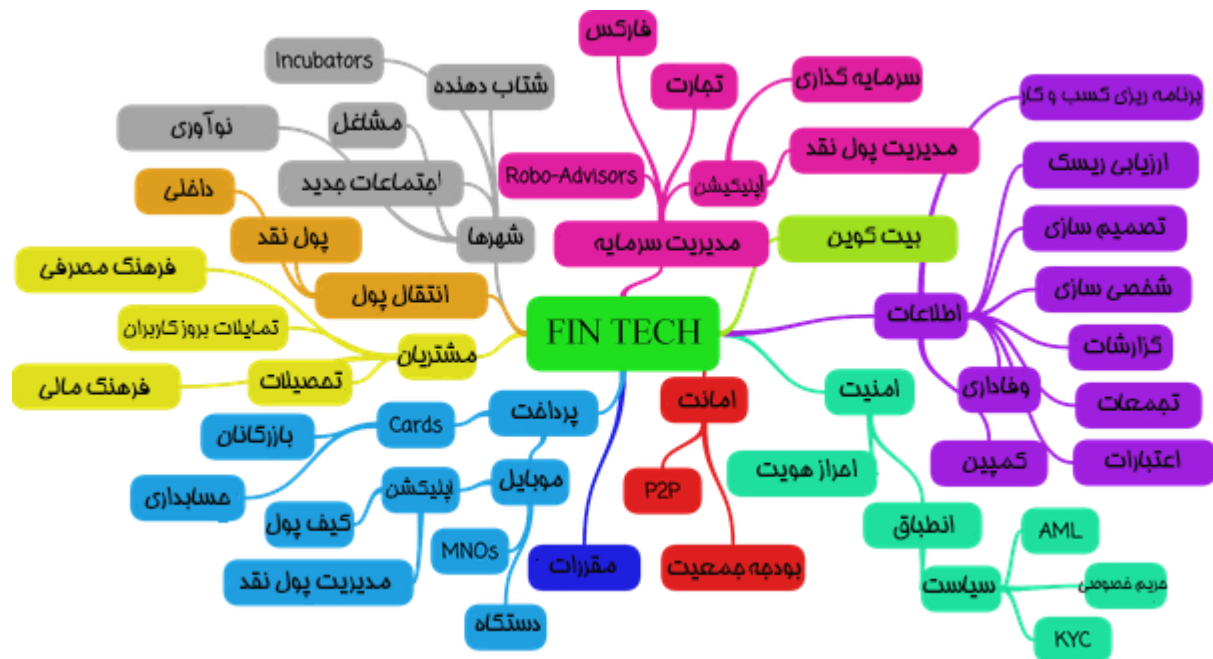 فارکس
Incubators
شتاب دهنده
تجارت
سرمایه گذاری
برنامه ریزی کسب و کار
نوآوری
مشاغل
مدیریت پول نقد
ارزیابی ریسک
Robo-Advisors
اپلیکیشن
داخلی
اجتماعات جدید
شهرها
مدیریت سرمایه
بیت کوین
تصمیم سازی
پول نقد
فرهنگ مصرفی
انتقال پول
شخصی سازی
اطلاعات
FIN TECH
تمایلات بروز کاربران
مشتریان
گزارشات
فرهنگ مالی
تحصیلات
امنیت
وفاداری
تجمعات
پرداخت
امانت
Cards
بازرگانان
احراز هویت
کمپین
اعتبارات
حسابداری
اپلیکشن
موبایل
P2P
کیف پول
انطباق
AML
MNOs
مقررات
بودجه جمعیت
مدیریت پول نقد
سیاست
حریم خصوصی
دستگاه
KYC